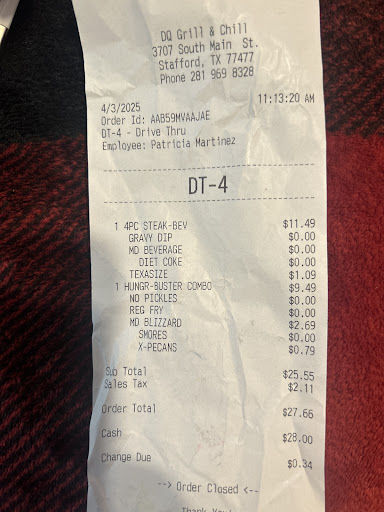 DQ Grill & Chill
3707 South Main St.
Stafford, TX 77477
Phone 281 969 8328
4/3/2025 11:13:20 AM
Order Id: AAB59MVAAJAE
DT-4 - Drive Thru
Employee: Patricia Martinez
DT-4
1 4PC STEAK-BEV $11.49
GRAVY DIP $0.00
MD BEVERAGE $0.00
DIET COKE $0.00
TEXASIZE $1.09
1 HUNGR-BUSTER COMBO $9.49
NO PICKLES $0.00
REG FRY $0.00
MD BLIZZARD $2.69
SMORES $0.00
X-PECANS $0.79
Sub Total $25.55
Sales Tax $2.11
Order Total $27.66
Cash $28.00
Change Due $0.34
--> Order Closed <--
Thank You